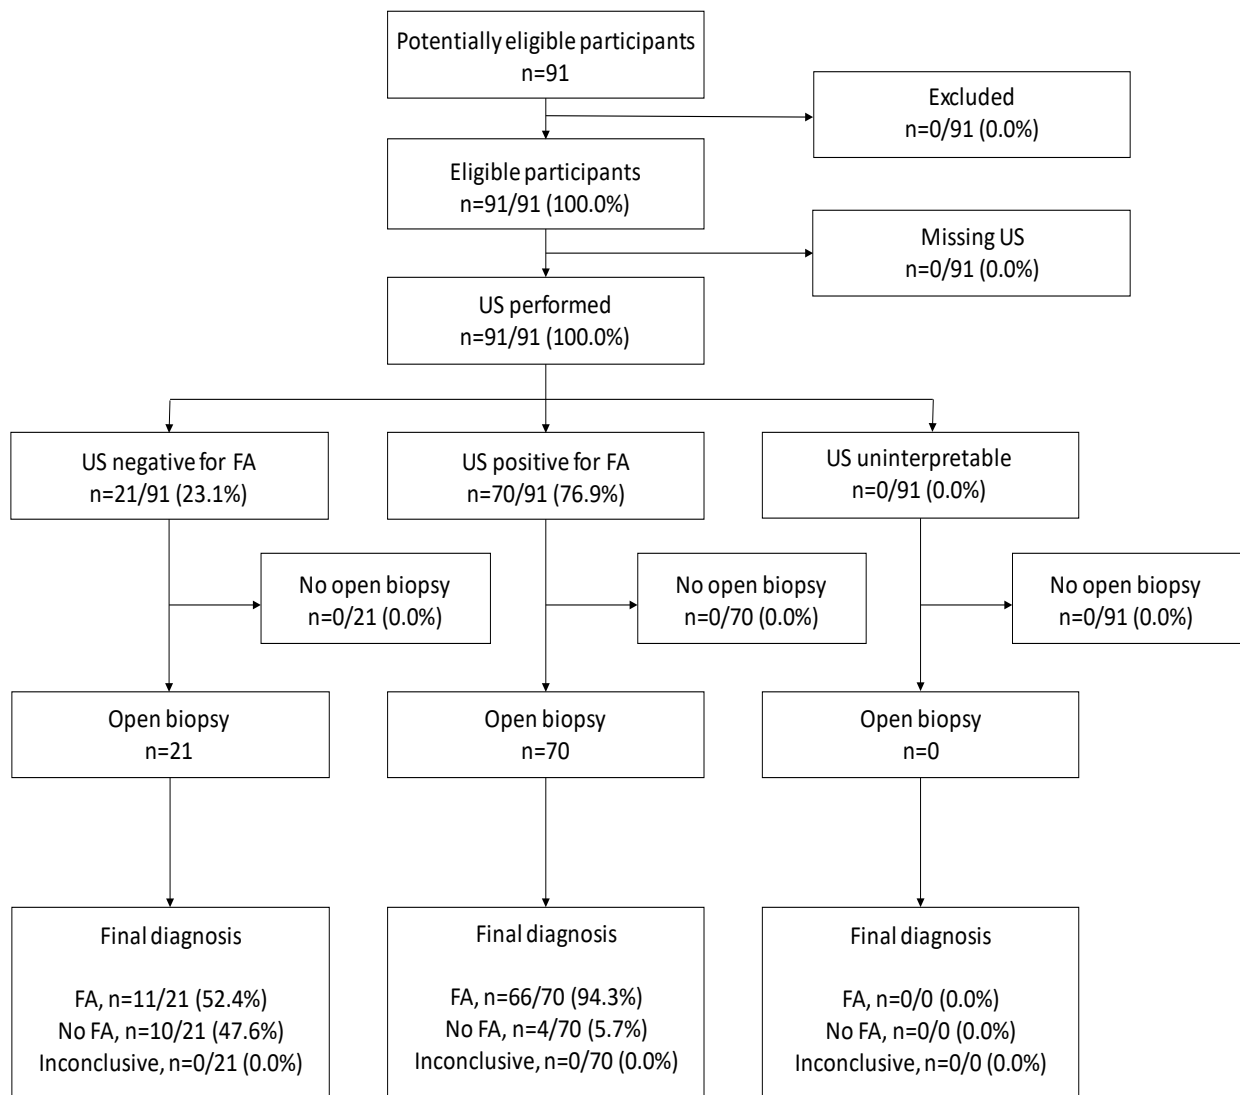 Potentially eligible participants
n=91
Excluded
n=0/91 (0.0%)
Eligible participants
n=91/91 (100.0%)
Missing US
n=0/91 (0.0%)
US performed
n=91/91 (100.0%)
US negative for FA
n=21/91 (23.1%)
US positive for FA
n=70/91 (76.9%)
US uninterpretable
n=0/91 (0.0%)
No open biopsy
n=0/21 (0.0%)
No open biopsy
n=0/70 (0.0%)
No open biopsy
n=0/91 (0.0%)
Open biopsy
n=21
Open biopsy
n=70
Open biopsy
n=0
Final diagnosis
FA, n=11/21 (52.4%)
No FA, n=10/21 (47.6%)
Inconclusive, n=0/21 (0.0%)
Final diagnosis
FA, n=66/70 (94.3%)
No FA, n=4/70 (5.7%)
Inconclusive, n=0/70 (0.0%)
Final diagnosis
FA, n=0/0 (0.0%)
No FA, n=0/0 (0.0%)
Inconclusive, n=0/0 (0.0%)